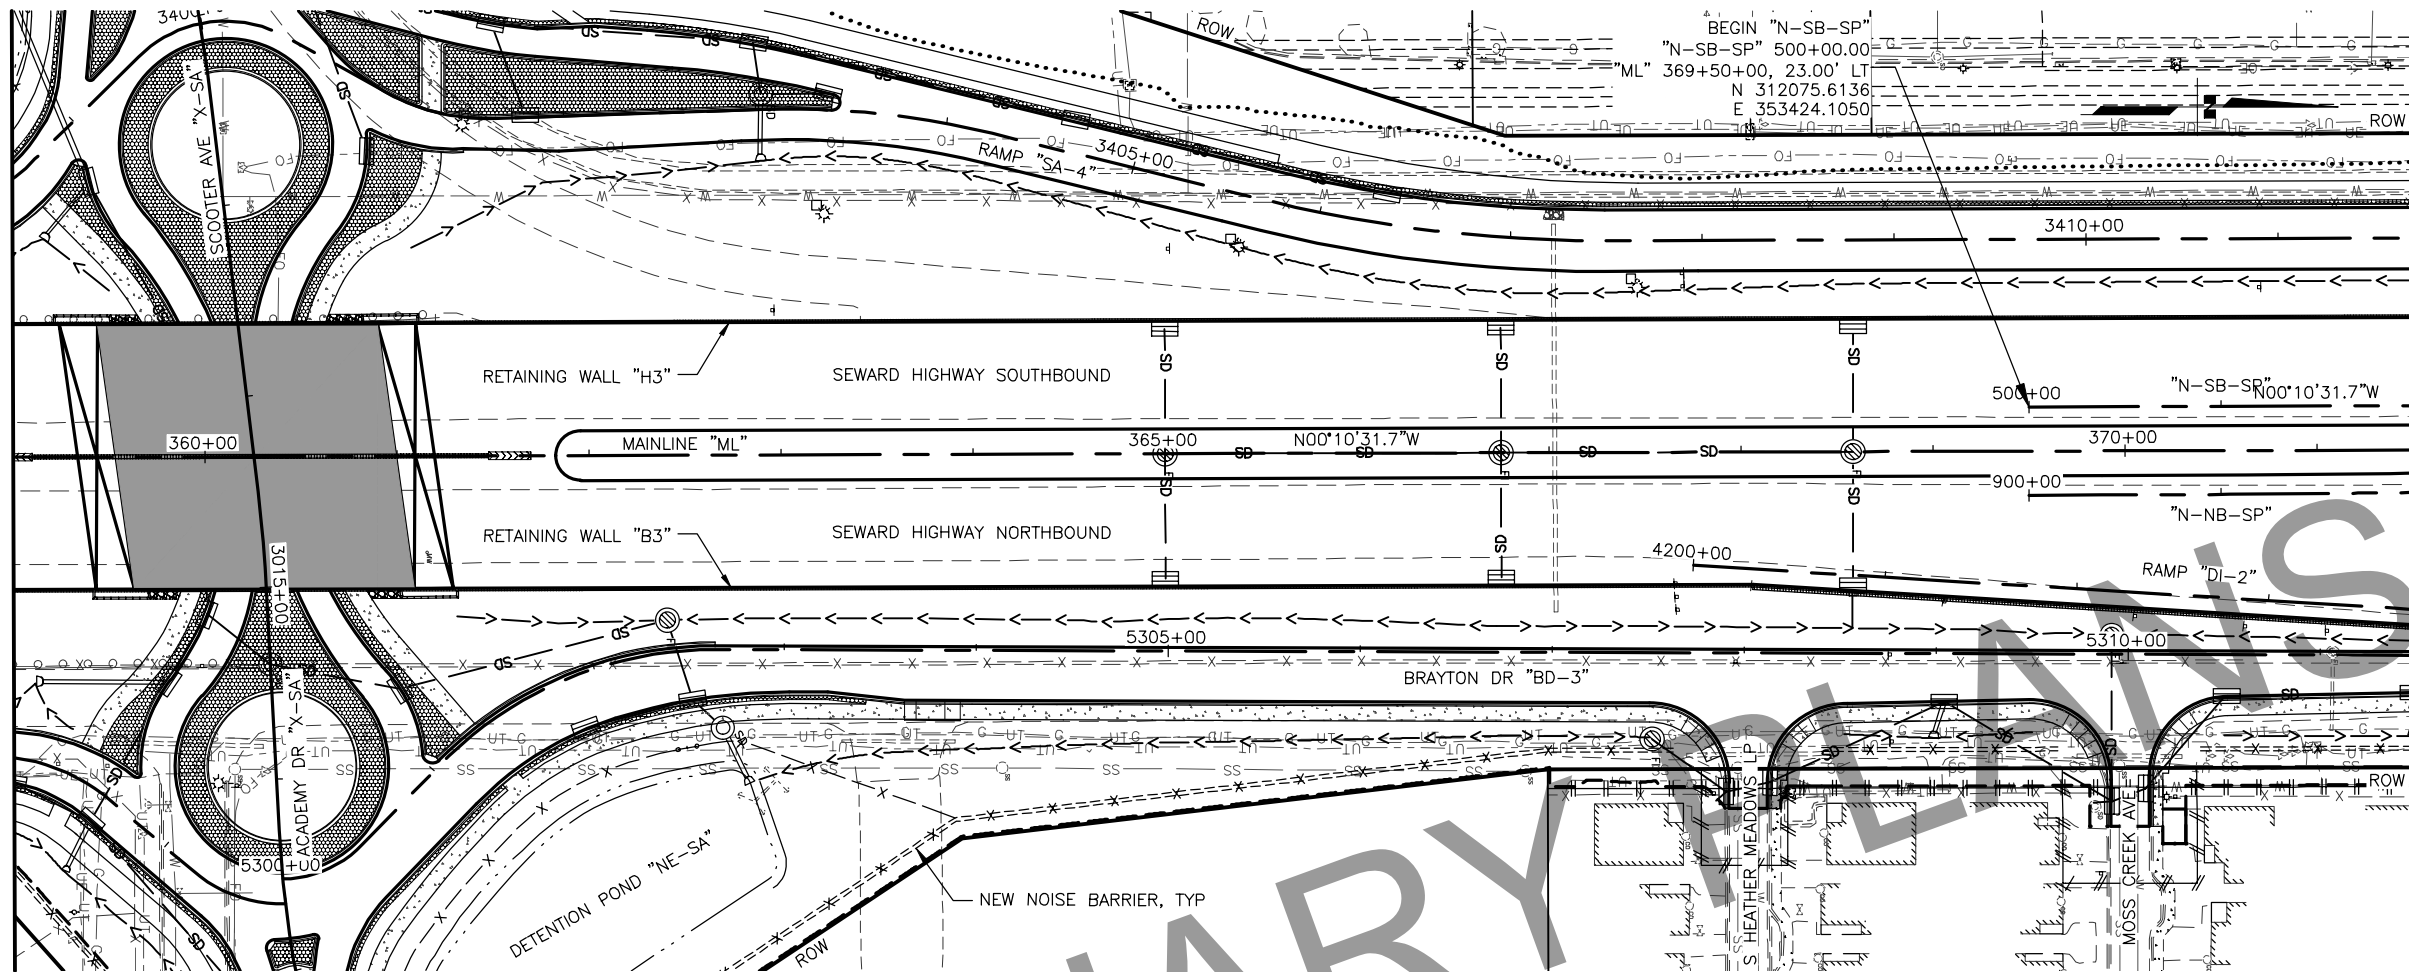 BEGIN "N-SB-SP"
"N-SB-SP" 500+00.00
"ML" 369+50+00, 23.00' LT
N 312075.6136
E 353424.1050
ROW
ROW
SCOOTER AVE "X-SA"
RAMP "SA-4"
3405+00
3410+00
RETAINING WALL "H3"
SEWARD HIGHWAY SOUTHBOUND
"N-SB-SP"
500+00
N00°10'31.7"W
360+00
MAINLINE "ML"
365+00
N00°10'31.7"W
370+00
900+00
"N-NB-SP"
RETAINING WALL "B3"
SEWARD HIGHWAY NORTHBOUND
4200+00
RAMP "DI-2"
3015+00
5305+00
5310+00
BRAYTON DR "BD-3"
ACADEMY DR "X-SA"
5300+00
DETENTION POND "NE-SA"
NEW NOISE BARRIER, TYP
ROW
ROW
S HEATHER MEADOWS LP
MOSS CREEK AVE
ARY PLANS